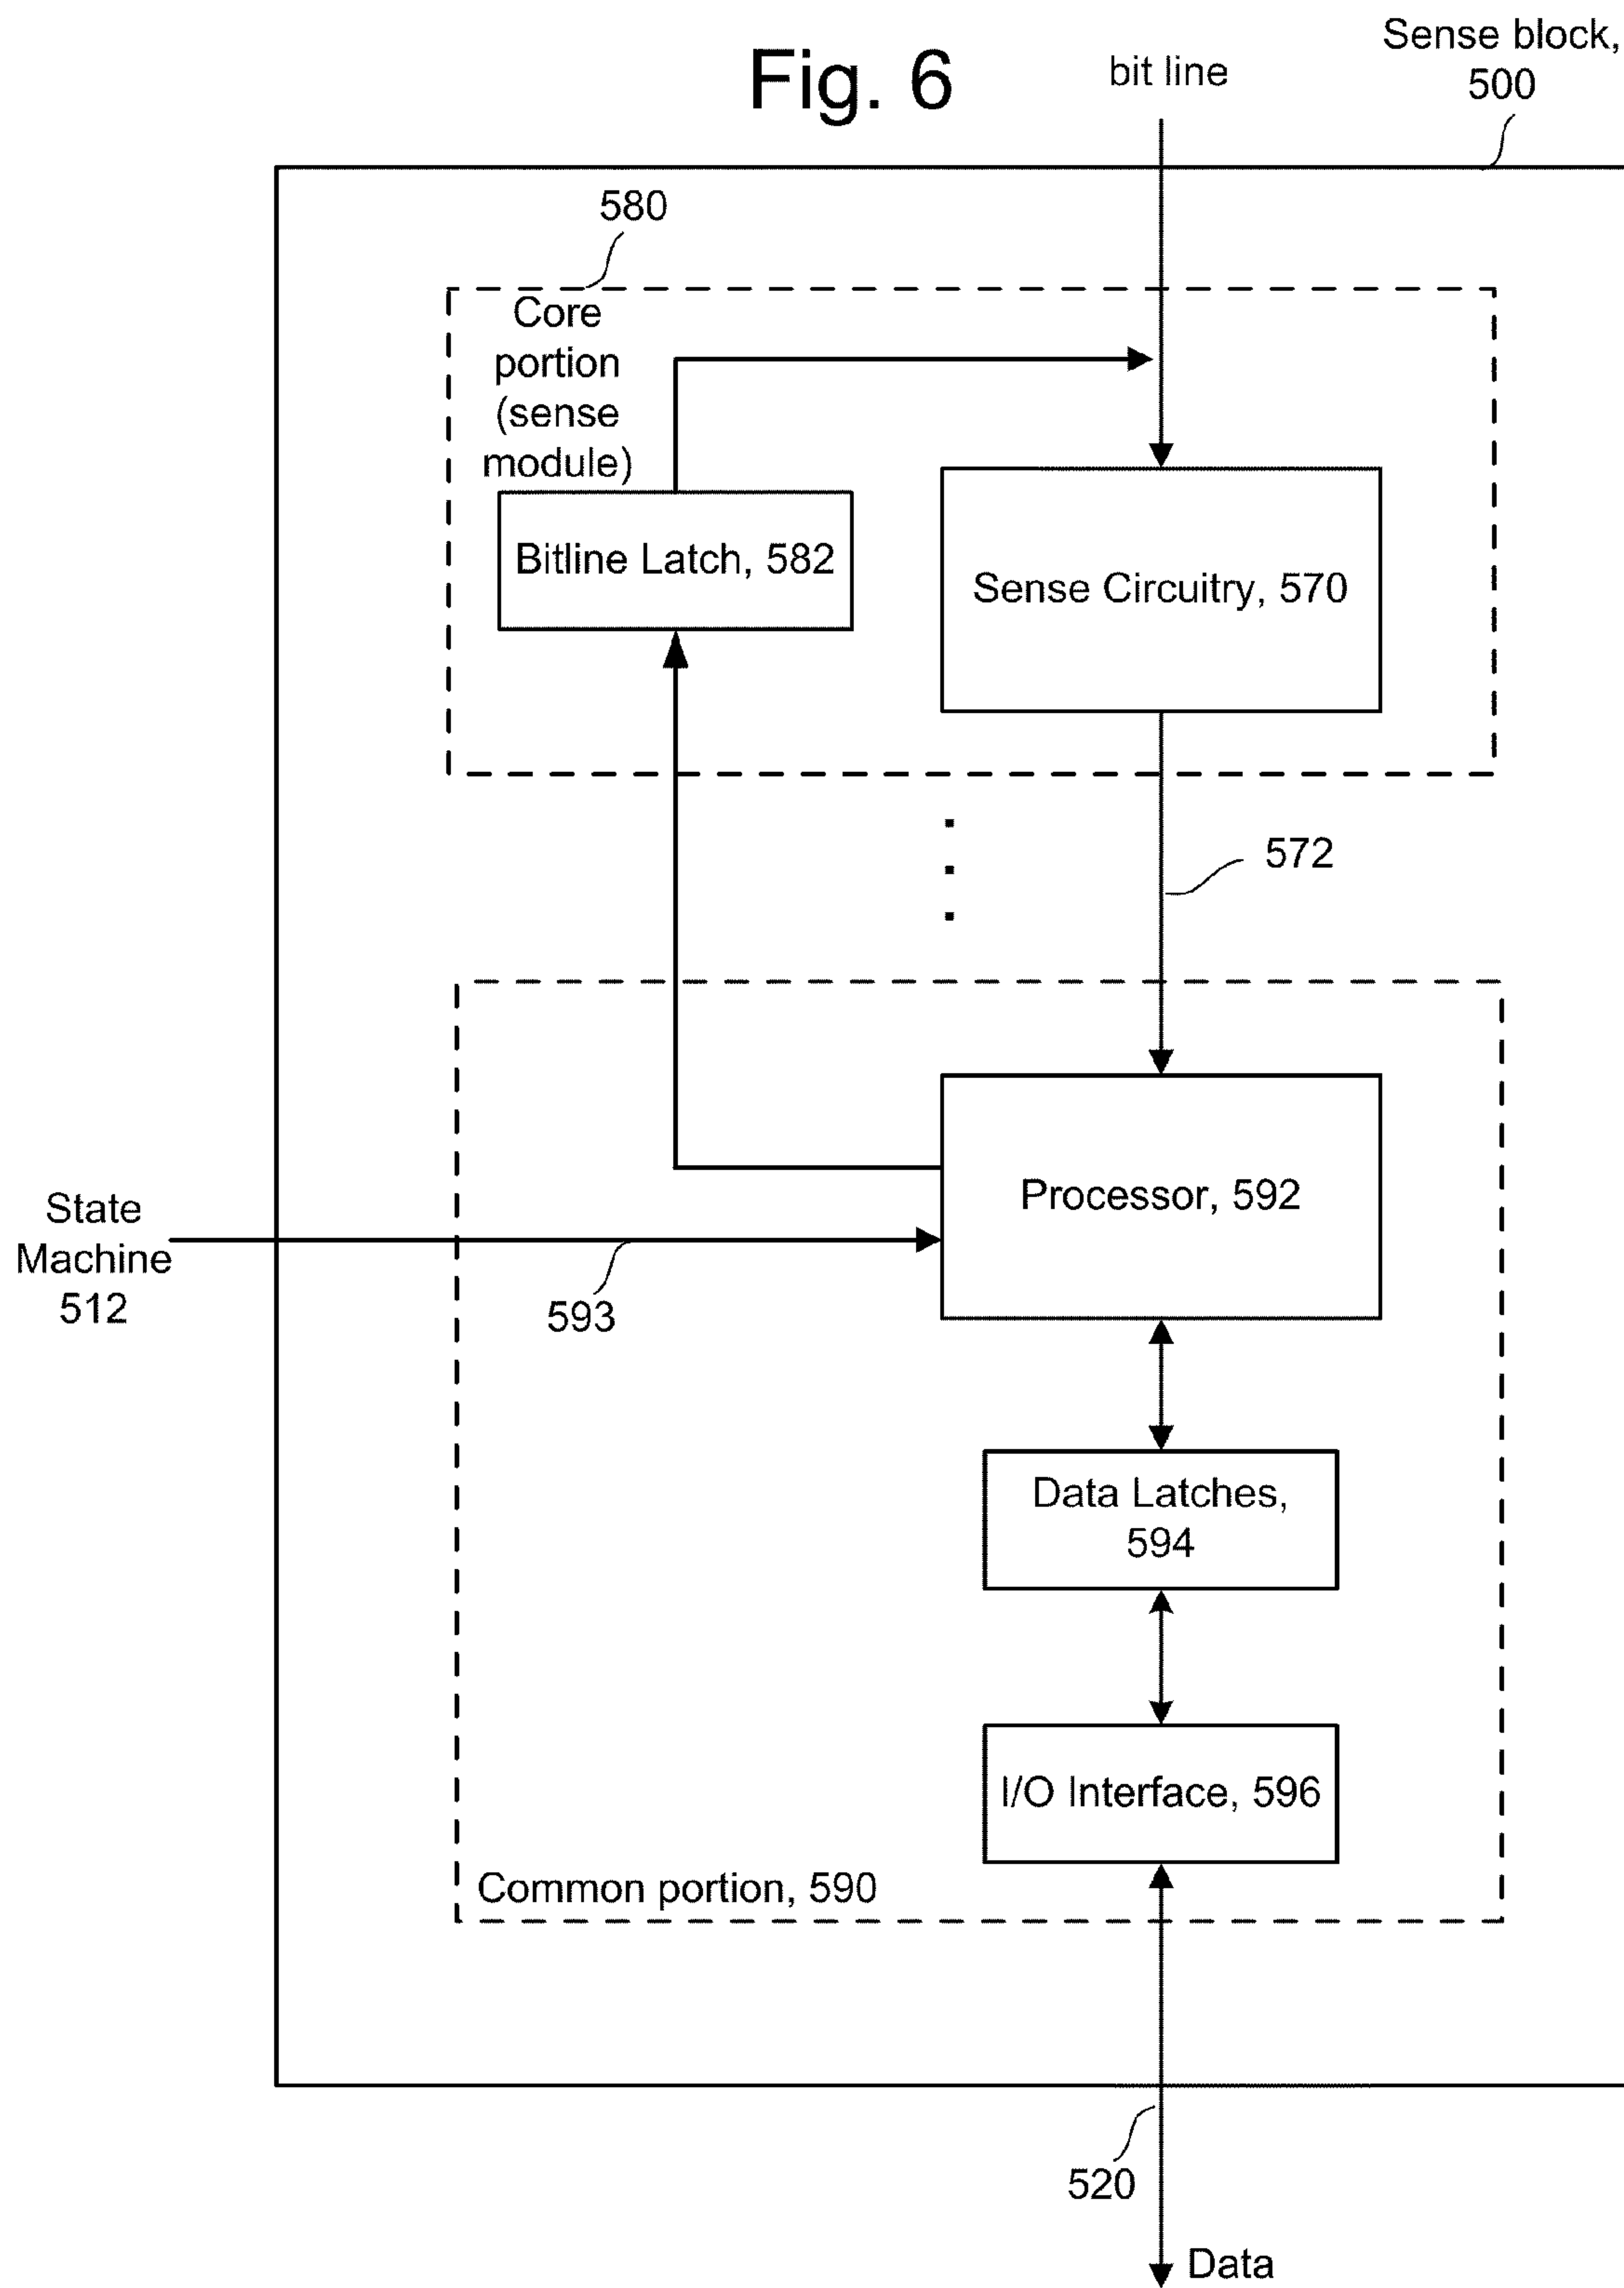 Fig. 6
bit line
Sense block,
500
580
Core
portion
(sense
module)
Bitline Latch, 582
Sense Circuitry, 570
572
Processor, 592
State
Machine
512
593
Data Latches,
594
I/O Interface, 596
Common portion, 590
520
Data